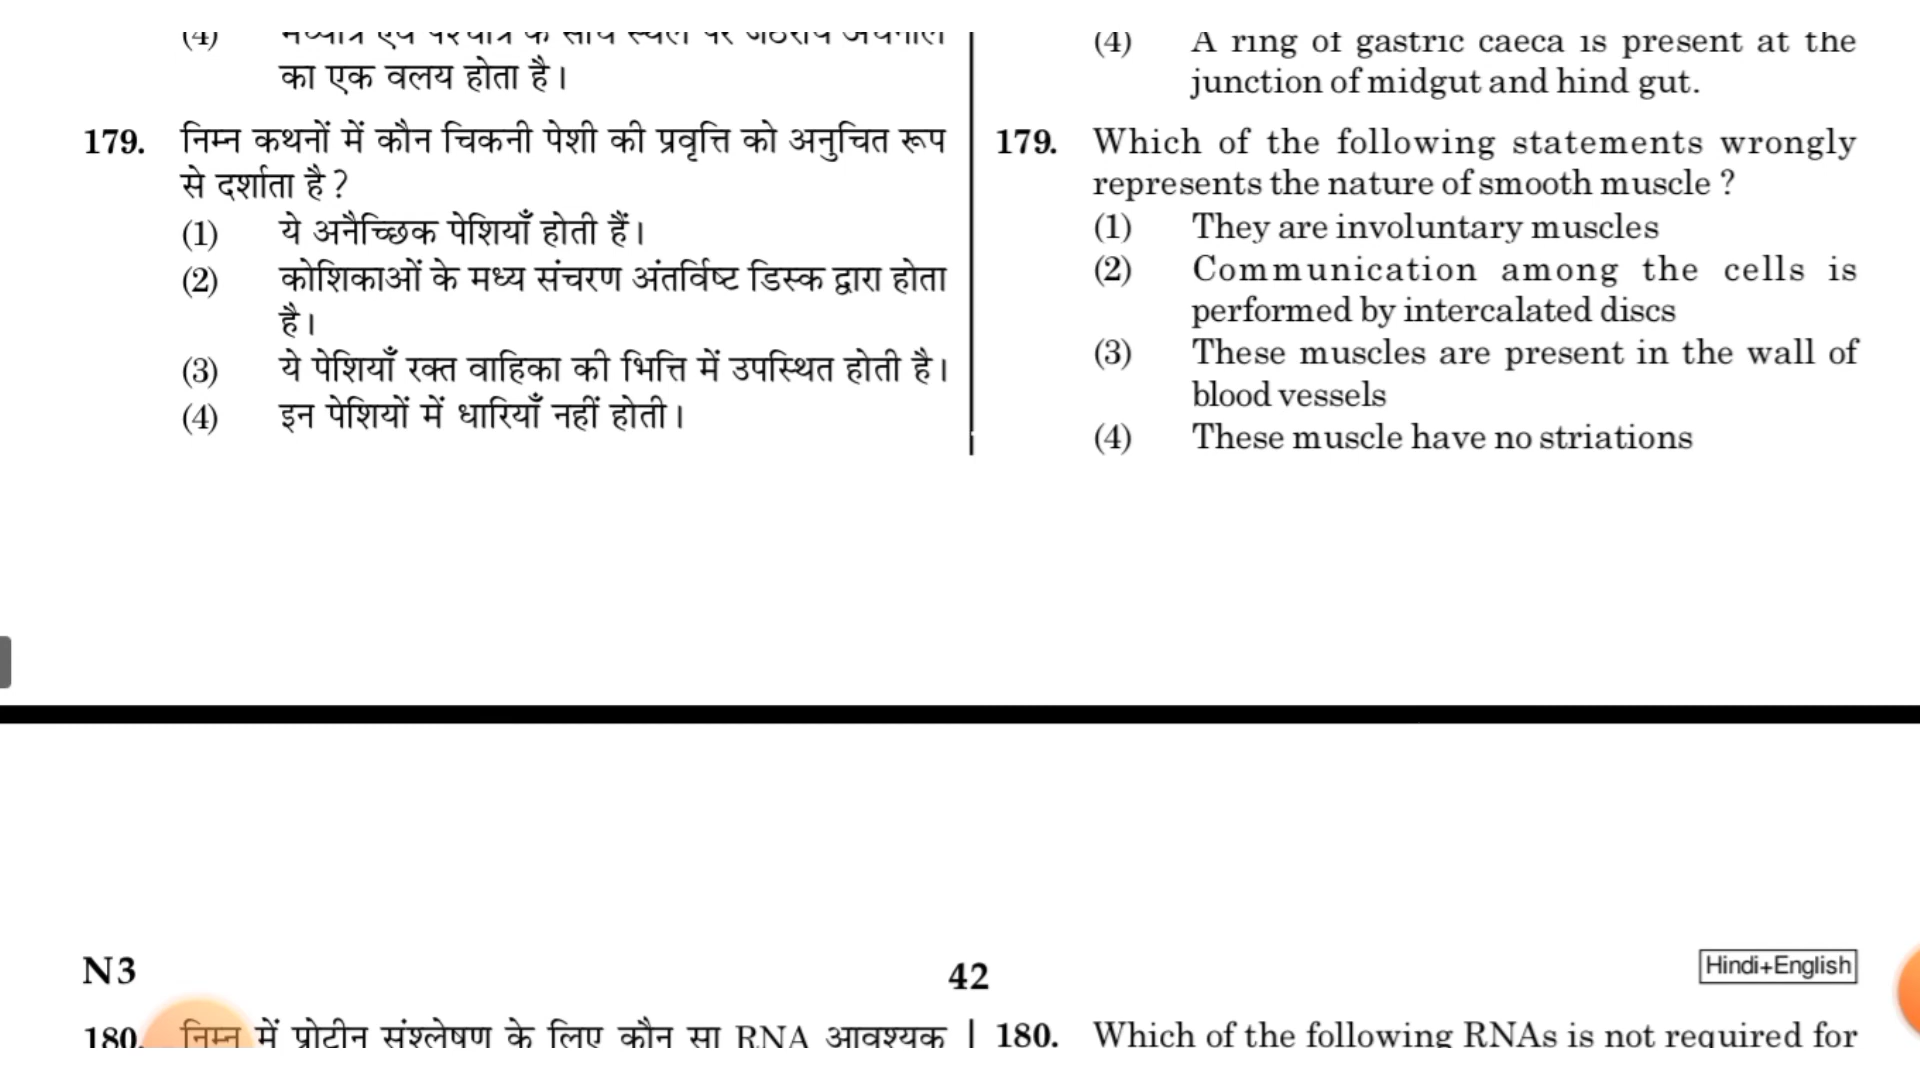 (4)
का एक वलय होता है।
179. निम्न कथनों में कौन चिकनी पेशी की प्रवृत्ति को अनुचित रूप
से दर्शाता है ?
(1) ये अनैच्छिक पेशियाँ होती हैं।
(2) कोशिकाओं के मध्य संचरण अंतर्विष्ट डिस्क द्वारा होता
है।
(3) ये पेशियाँ रक्त वाहिका की भित्ति में उपस्थित होती है।
(4) इन पेशियों में धारियाँ नहीं होती।
(4) A ring of gastric caeca is present at the
junction of midgut and hind gut.
179. Which of the following statements wrongly
represents the nature of smooth muscle ?
(1) They are involuntary muscles
(2) Communication among the cells is
performed by intercalated discs
(3) These muscles are present in the wall of
blood vessels
(4) These muscle have no striations
N3
42
Hindi+English
180. निम्न में प्रोटीन संश्लेषण के लिए कौन सा RNA आवश्यक
180. Which of the following RNAs is not required for